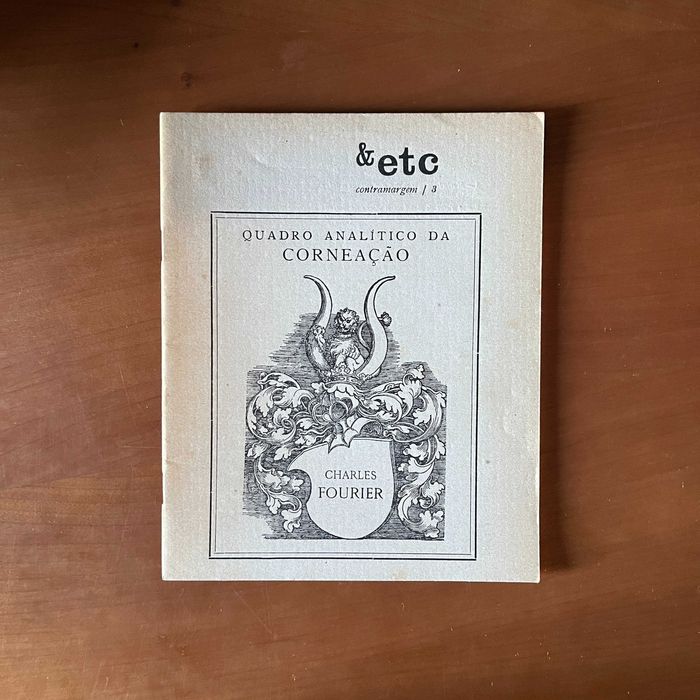 &etc
contramargem / 3
QUADRO ANALÍTICO DA
CORNEAÇÃO
CHARLES
FOURIER